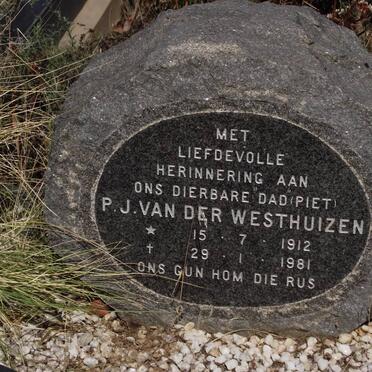 MET
LIEFDEVOLLE
HERINNERING AAN
ONS DIERBARE DAD(PIET)
P.J.VAN DER WESTHUIZEN
★ 15 . 7 . 1912
✝ 29 . 1 . 1981
ONS GUN HOM DIE RUS